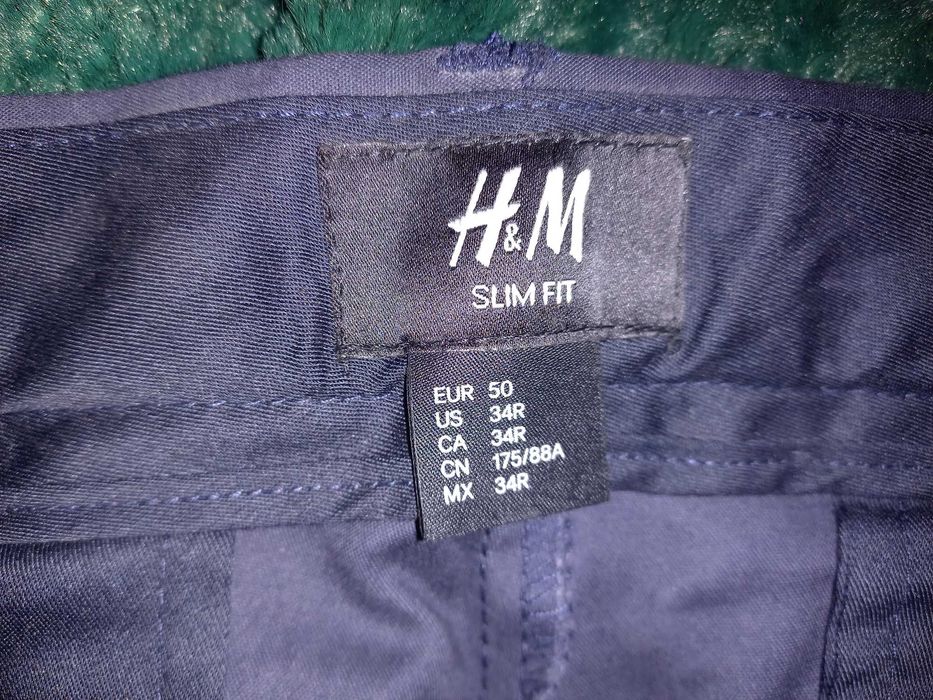 H&M
SLIM FIT
EUR 50
US 34R
CA 34R
CN 175/88A
MX 34R